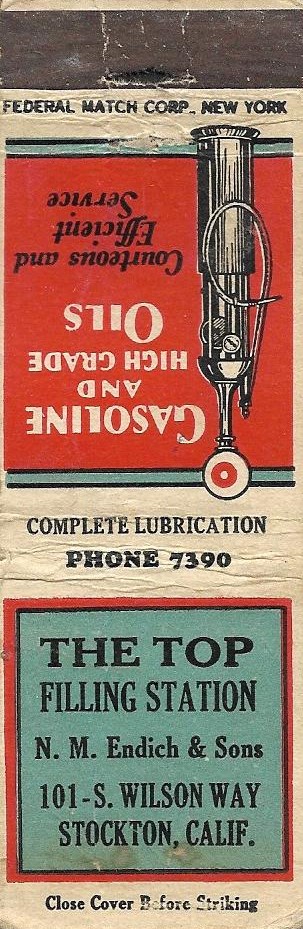 FEDERAL MATCH CORP., NEW YORK
GASOLINE
AND
HIGH GRADE
OILS
Courteous and
Efficient
Service
COMPLETE LUBRICATION
PHONE 7390
THE TOP
FILLING STATION
N. M. Endich & Sons
101-S. WILSON WAY
STOCKTON, CALIF.
Close Cover Before Striking